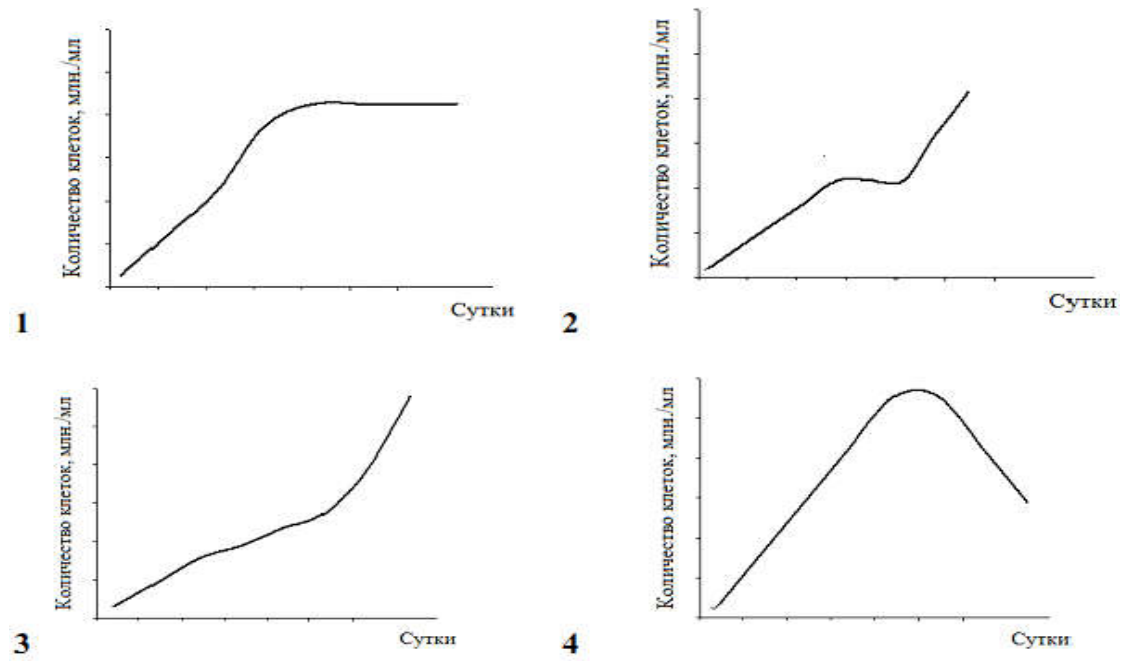 Количество клеток, млн./мл
Сутки
1
Количество клеток, млн./мл
Сутки
2
Количество клеток, млн./мл
Сутки
3
Количество клеток, млн./мл
Сутки
4